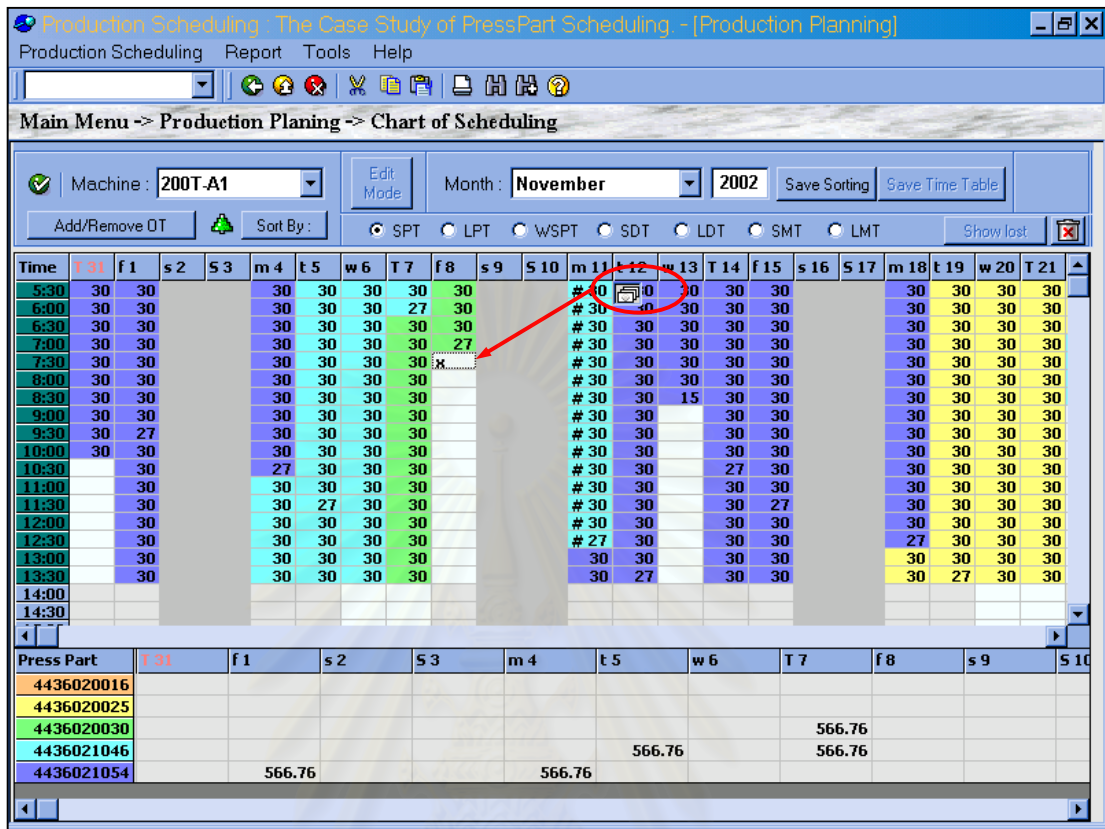 Production Scheduling : The Case Study of PressPart Scheduling. - [Production Planning]
Production Scheduling Report Tools Help
Main Menu -> Production Planing -> Chart of Scheduling
Machine : 200T-A1 Edit Mode Month : November 2002 Save Sorting Save Time Table
Add/Remove OT Sort By : SPT LPT WSPT SDT LDT SMT LMT Show lost
Time T 31 f 1 s 2 S 3 m 4 t 5 w 6 T 7 f 8 s 9 S 10 m 11 t 12 w 13 T 14 f 15 s 16 S 17 m 18 t 19 w 20 T 21
5:30 30 30 30 30 30 30 30 # 30 30 30 30 30 30 30 30
6:00 30 30 30 30 30 27 30 # 30 30 30 30 30 30 30 30 30
6:30 30 30 30 30 30 30 30 # 30 30 30 30 30 30 30 30 30
7:00 30 30 30 30 30 30 27 # 30 30 30 30 30 30 30 30 30
7:30 30 30 30 30 30 30 x # 30 30 30 30 30 30 30 30 30
8:00 30 30 30 30 30 30 # 30 30 30 30 30 30 30 30 30
8:30 30 30 30 30 30 30 # 30 30 15 30 30 30 30 30 30
9:00 30 30 30 30 30 30 # 30 30 30 30 30 30 30 30
9:30 30 27 30 30 30 30 # 30 30 30 30 30 30 30 30
10:00 30 30 30 30 30 30 # 30 30 30 30 30 30 30 30
10:30 30 27 30 30 30 # 30 30 27 30 30 30 30 30
11:00 30 30 30 30 30 # 30 30 30 30 30 30 30 30
11:30 30 30 27 30 30 # 30 30 30 27 30 30 30 30
12:00 30 30 30 30 30 # 30 30 30 30 30 30 30 30
12:30 30 30 30 30 30 # 27 30 30 30 27 30 30 30
13:00 30 30 30 30 30 30 30 30 30 30 30 30 30
13:30 30 30 30 30 30 30 27 30 30 30 27 30 30
14:00
14:30
Press Part T 31 f 1 s 2 S 3 m 4 t 5 w 6 T 7 f 8 s 9 S 10
4436020016
4436020025
4436020030 566.76
4436021046 566.76 566.76
4436021054 566.76 566.76